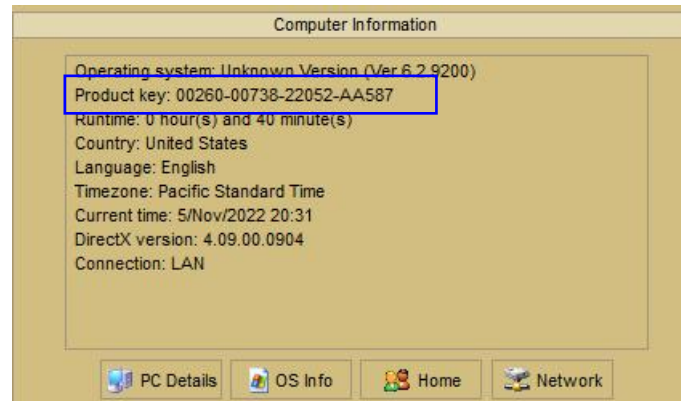 Computer Information
Operating system: Unknown Version (Ver 6.2.9200)
Product key: 00260-00738-22052-AA587
Runtime: 0 hour(s) and 40 minute(s)
Country: United States
Language: English
Timezone: Pacific Standard Time
Current time: 5/Nov/2022 20:31
DirectX version: 4.09.00.0904
Connection: LAN
PC Details OS Info Home Network